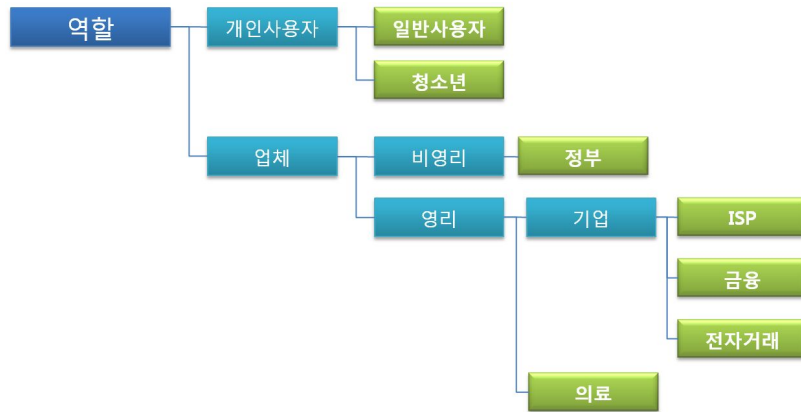 역할
개인사용자
일반사용자
청소년
업체
비영리
정부
영리
기업
ISP
금융
전자거래
의료